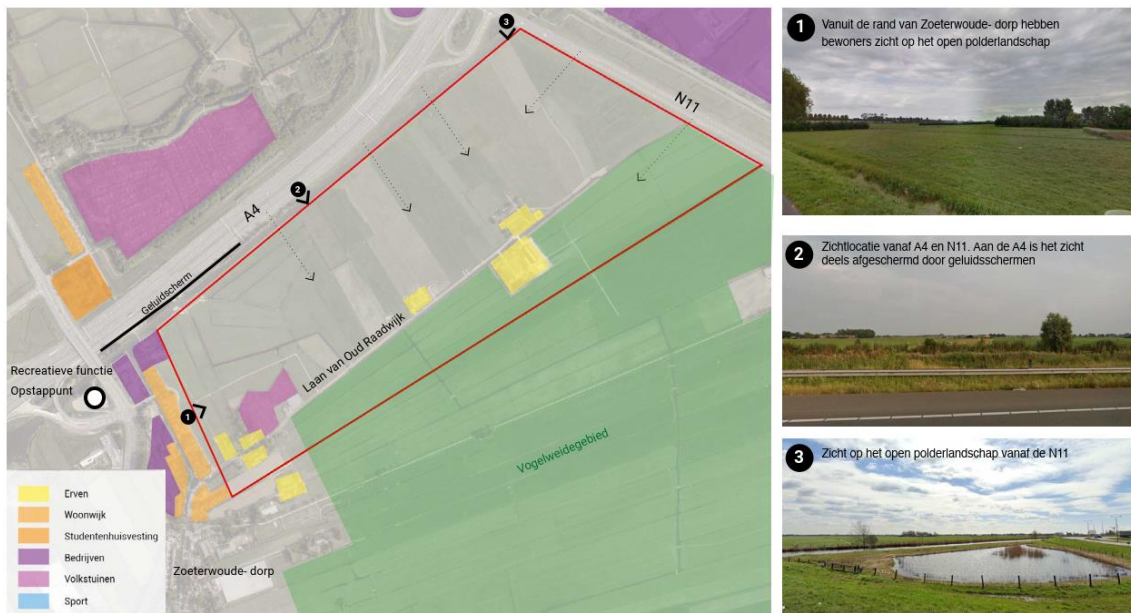 3
N11
2
A4
Geluidscherm
Laan van Oud Raadwijk
Recreatieve functie
Opstappunt
1
Vogelweidegebied
Zoeterwoude- dorp
Erven
Woonwijk
Studentenhuisvesting
Bedrijven
Volkstuinen
Sport
1 Vanuit de rand van Zoeterwoude- dorp hebben
bewoners zicht op het open polderlandschap
2 Zichtlocatie vanaf A4 en N11. Aan de A4 is het zicht
deels afgeschermd door geluidsschermen
3 Zicht op het open polderlandschap vanaf de N11